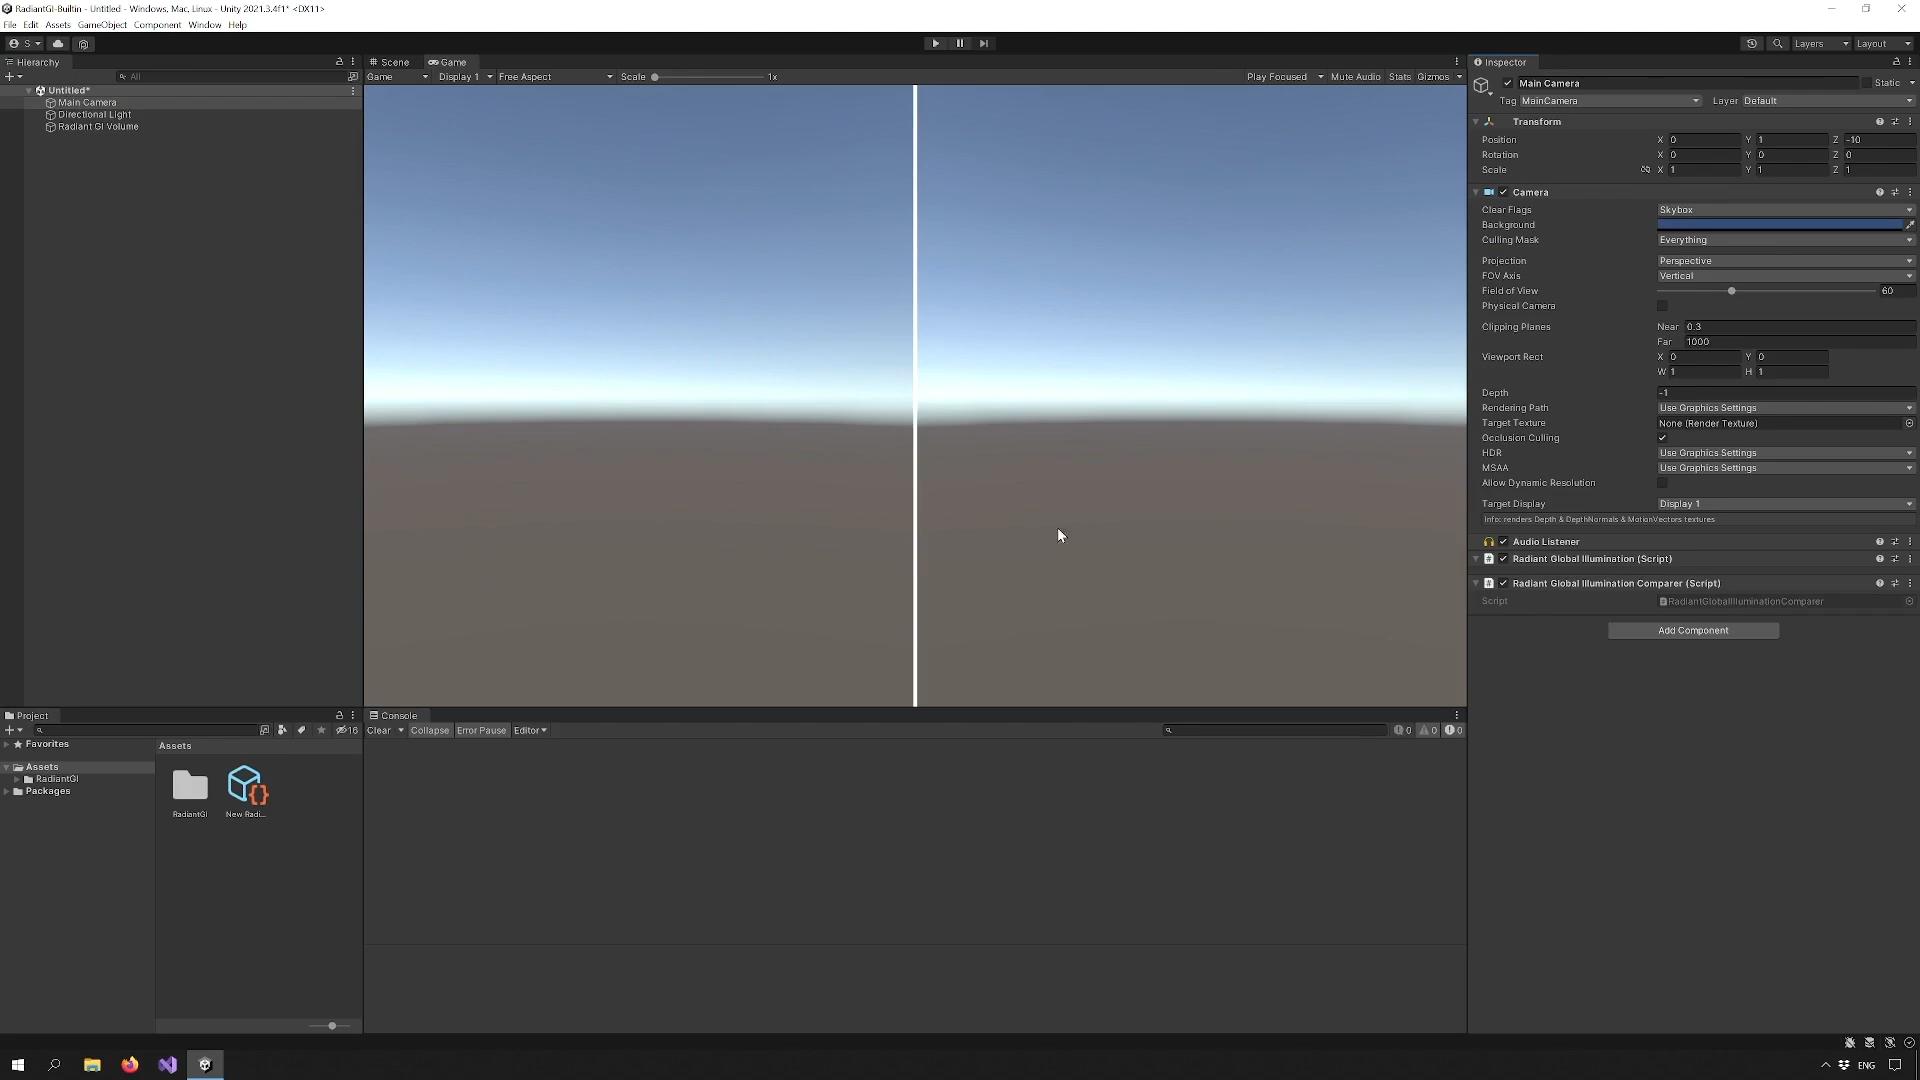 RadiantGI-Builtin - Untitled - Windows, Mac, Linux - Unity 2021.3.4f1* <DX11>
File Edit Assets GameObject Component Window Help
S
Layers
Layout
Hierarchy
All
Untitled*
Main Camera
Directional Light
Radiant GI Volume
Scene
Game
Game
Display 1
Free Aspect
Scale
1x
Play Focused
Mute Audio
Stats
Gizmos
Inspector
Main Camera
Static
Tag MainCamera
Layer Default
Transform
Position X 0 Y 1 Z -10
Rotation X 0 Y 0 Z 0
Scale X 1 Y 1 Z 1
Camera
Clear Flags Skybox
Background
Culling Mask Everything
Projection Perspective
FOV Axis Vertical
Field of View 60
Physical Camera
Clipping Planes Near 0.3
Far 1000
Viewport Rect X 0 Y 0
W 1 H 1
Depth -1
Rendering Path Use Graphics Settings
Target Texture None (Render Texture)
Occlusion Culling
HDR Use Graphics Settings
MSAA Use Graphics Settings
Allow Dynamic Resolution
Target Display Display 1
Info: renders Depth & DepthNormals & MotionVectors textures
Audio Listener
Radiant Global Illumination (Script)
Radiant Global Illumination Comparer (Script)
Script RadiantGlobalIlluminationComparer
Add Component
Project
16
Favorites
Assets
RadiantGI
Packages
Assets
RadiantGI
New Radi...
Console
Clear
Collapse
Error Pause
Editor
0
0
0
ENG